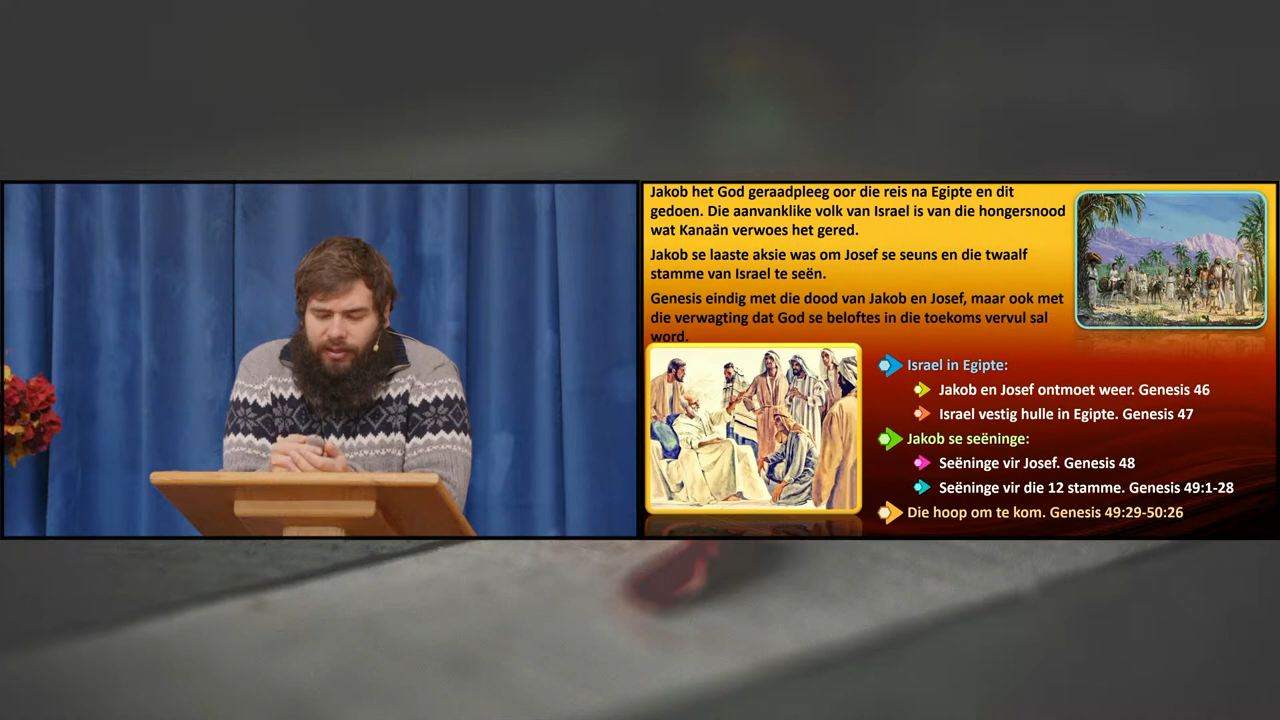 Jakob het God geraadpleeg oor die reis na Egipte en dit
gedoen. Die aanvanklike volk van Israel is van die hongersnood
wat Kanaän verwoes het gered.
Jakob se laaste aksie was om Josef se seuns en die twaalf
stamme van Israel te seën.
Genesis eindig met die dood van Jakob en Josef, maar ook met
die verwagting dat God se beloftes in die toekoms vervul sal
word.
Israel in Egipte:
Jakob en Josef ontmoet weer. Genesis 46
Israel vestig hulle in Egipte. Genesis 47
Jakob se seëninge:
Seëninge vir Josef. Genesis 48
Seëninge vir die 12 stamme. Genesis 49:1-28
Die hoop om te kom. Genesis 49:29-50:26